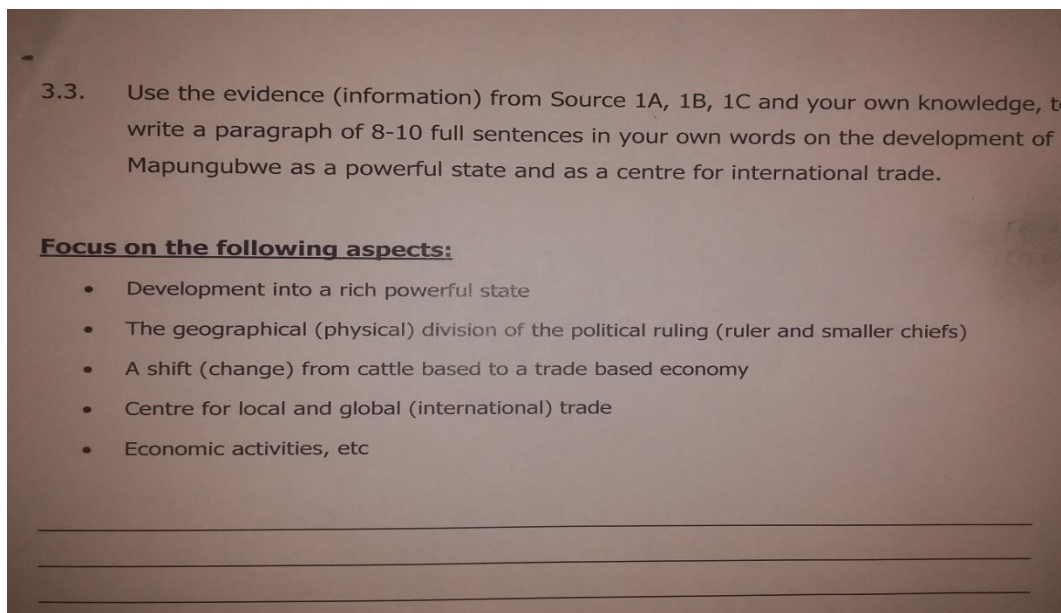 3.3. Use the evidence (information) from Source 1A, 1B, 1C and your own knowledge,
write a paragraph of 8-10 full sentences in your own words on the development of
Mapungubwe as a powerful state and as a centre for international trade.
Focus on the following aspects:
• Development into a rich powerful state
• The geographical (physical) division of the political ruling (ruler and smaller chiefs)
• A shift (change) from cattle based to a trade based economy
• Centre for local and global (international) trade
• Economic activities, etc